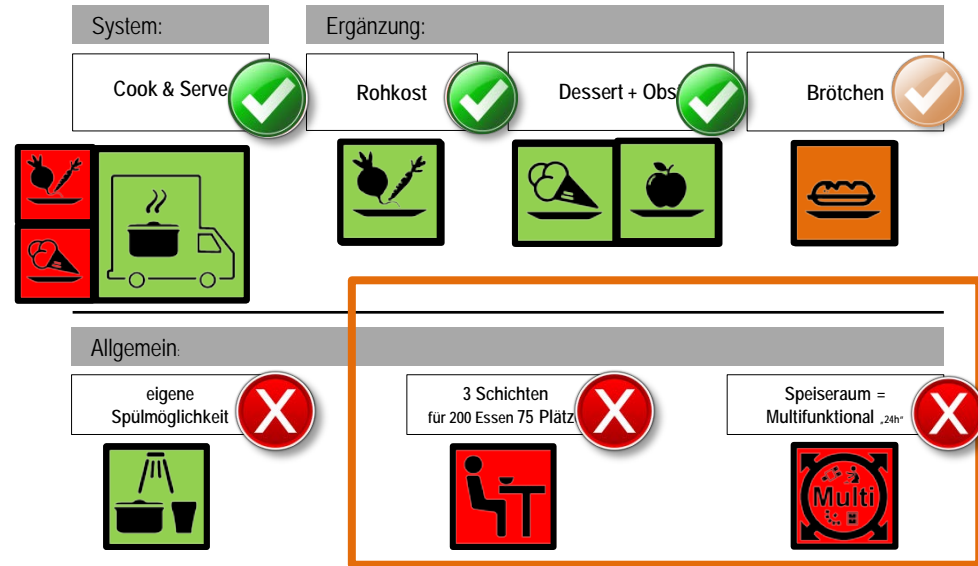 System:
Ergänzung:
Cook & Serve
Rohkost
Dessert + Obs
Brötchen
Allgemein:
eigene
Spülmöglichkeit
X
3 Schichten
für 200 Essen 75 Plätz
X
Speiseraum =
Multifunktional „24h“
X
Multi